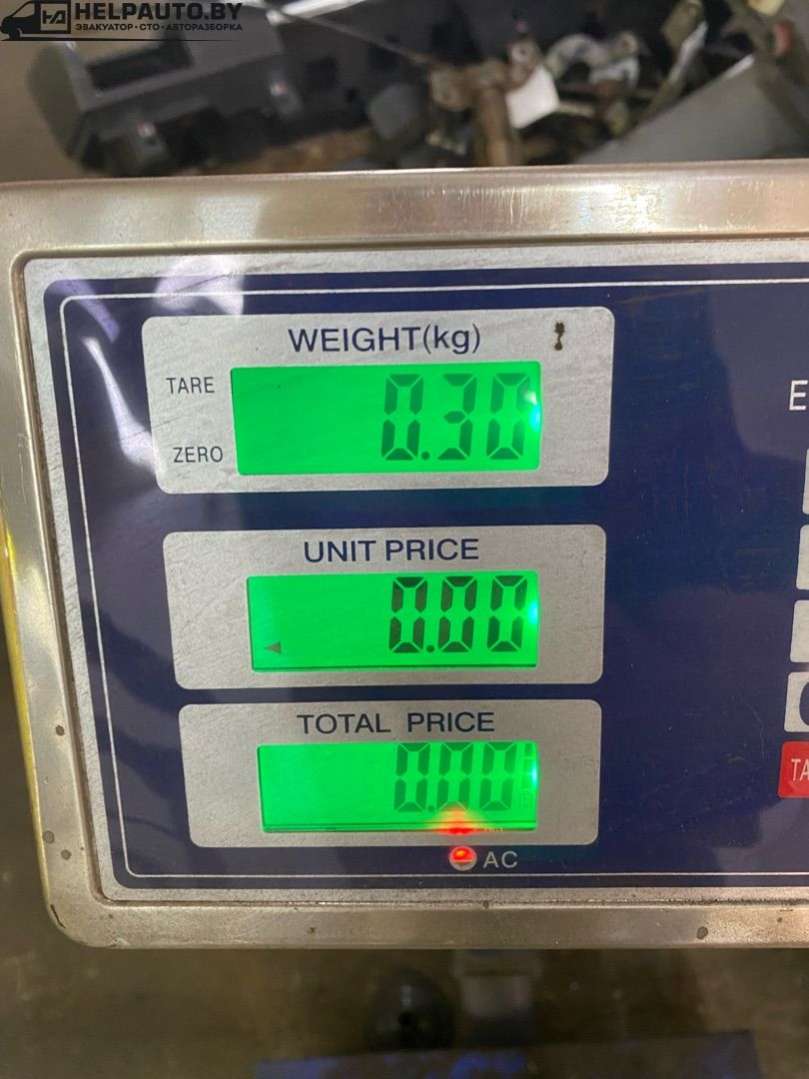 HELPAUTO.BY
ЭВАКУАТОР • СТО • АВТОРАЗБОРКА
WEIGHT(kg)
TARE
0.30
ZERO
UNIT PRICE
0.00
TOTAL PRICE
0.00
AC
E
TA